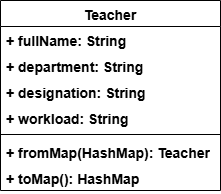 Teacher
+ fullName: String
+ department: String
+ designation: String
+ workload: String
+ fromMap(HashMap): Teacher
+ toMap(): HashMap